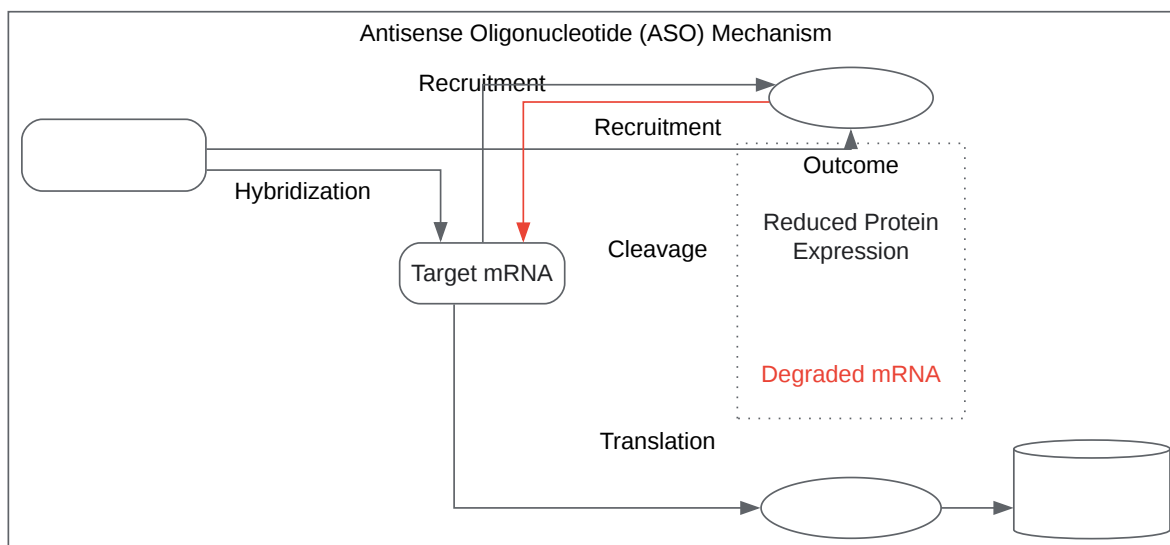 Antisense Oligonucleotide (ASO) Mechanism
Recruitment
Recruitment
Outcome
Hybridization
Reduced Protein
Expression
Cleavage
Target mRNA
Degraded mRNA
Translation